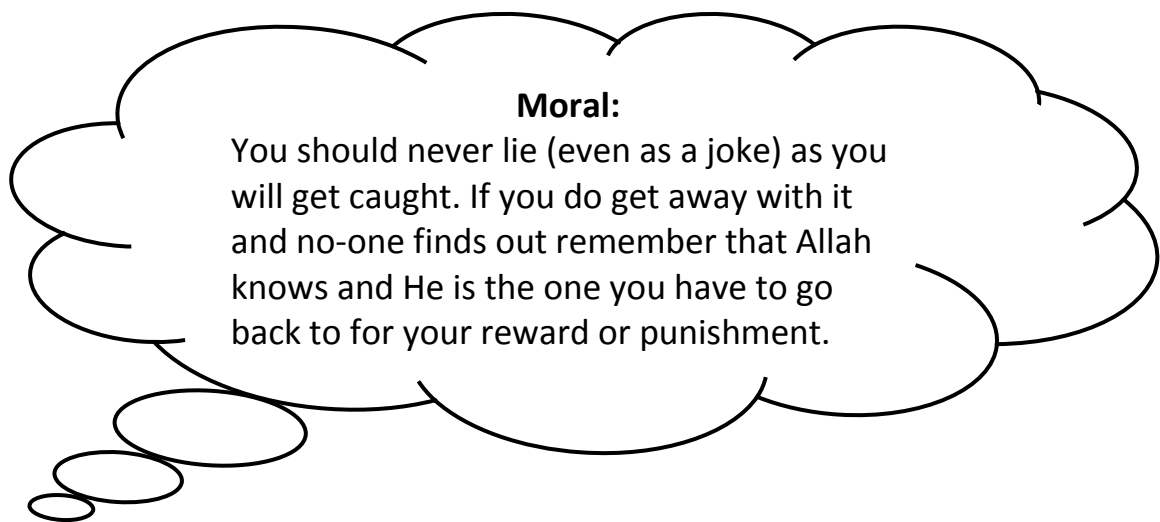 Moral:
You should never lie (even as a joke) as you
will get caught. If you do get away with it
and no-one finds out remember that Allah
knows and He is the one you have to go
back to for your reward or punishment.